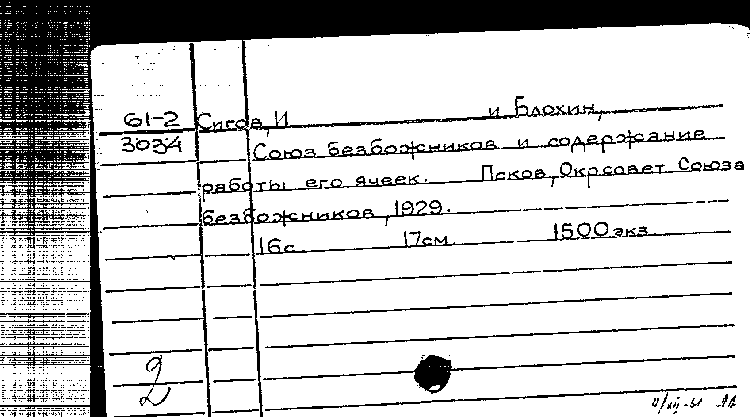 61-2 Сигов, И и Блохин,
3034 Союз безбожников и содержание
работы его ячеек. Псков, Окрсовет Союза
безбожников, 1929.
16с. 17см 1500 экз.
2